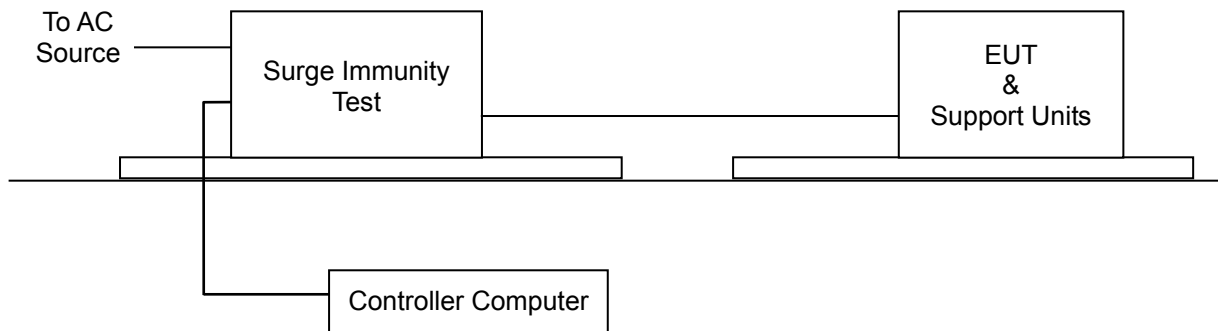 To AC
Source
Surge Immunity
Test
EUT
&
Support Units
Controller Computer